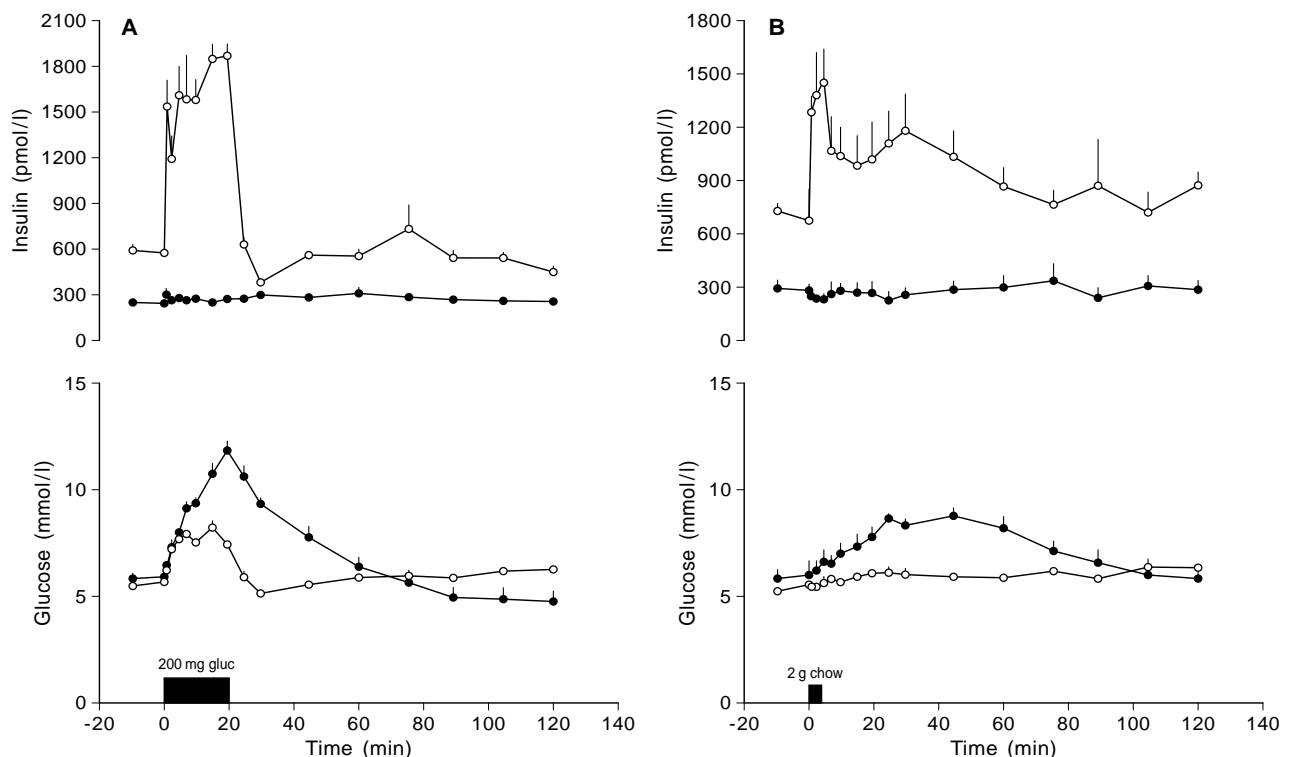 A
2100
1800
1500
1200
900
600
300
0
Insulin (pmol/l)
15
10
5
0
Glucose (mmol/l)
200 mg gluc
-20 0 20 40 60 80 100 120 140
Time (min)
B
1800
1500
1200
900
600
300
0
Insulin (pmol/l)
15
10
5
0
Glucose (mmol/l)
2 g chow
-20 0 20 40 60 80 100 120 140
Time (min)